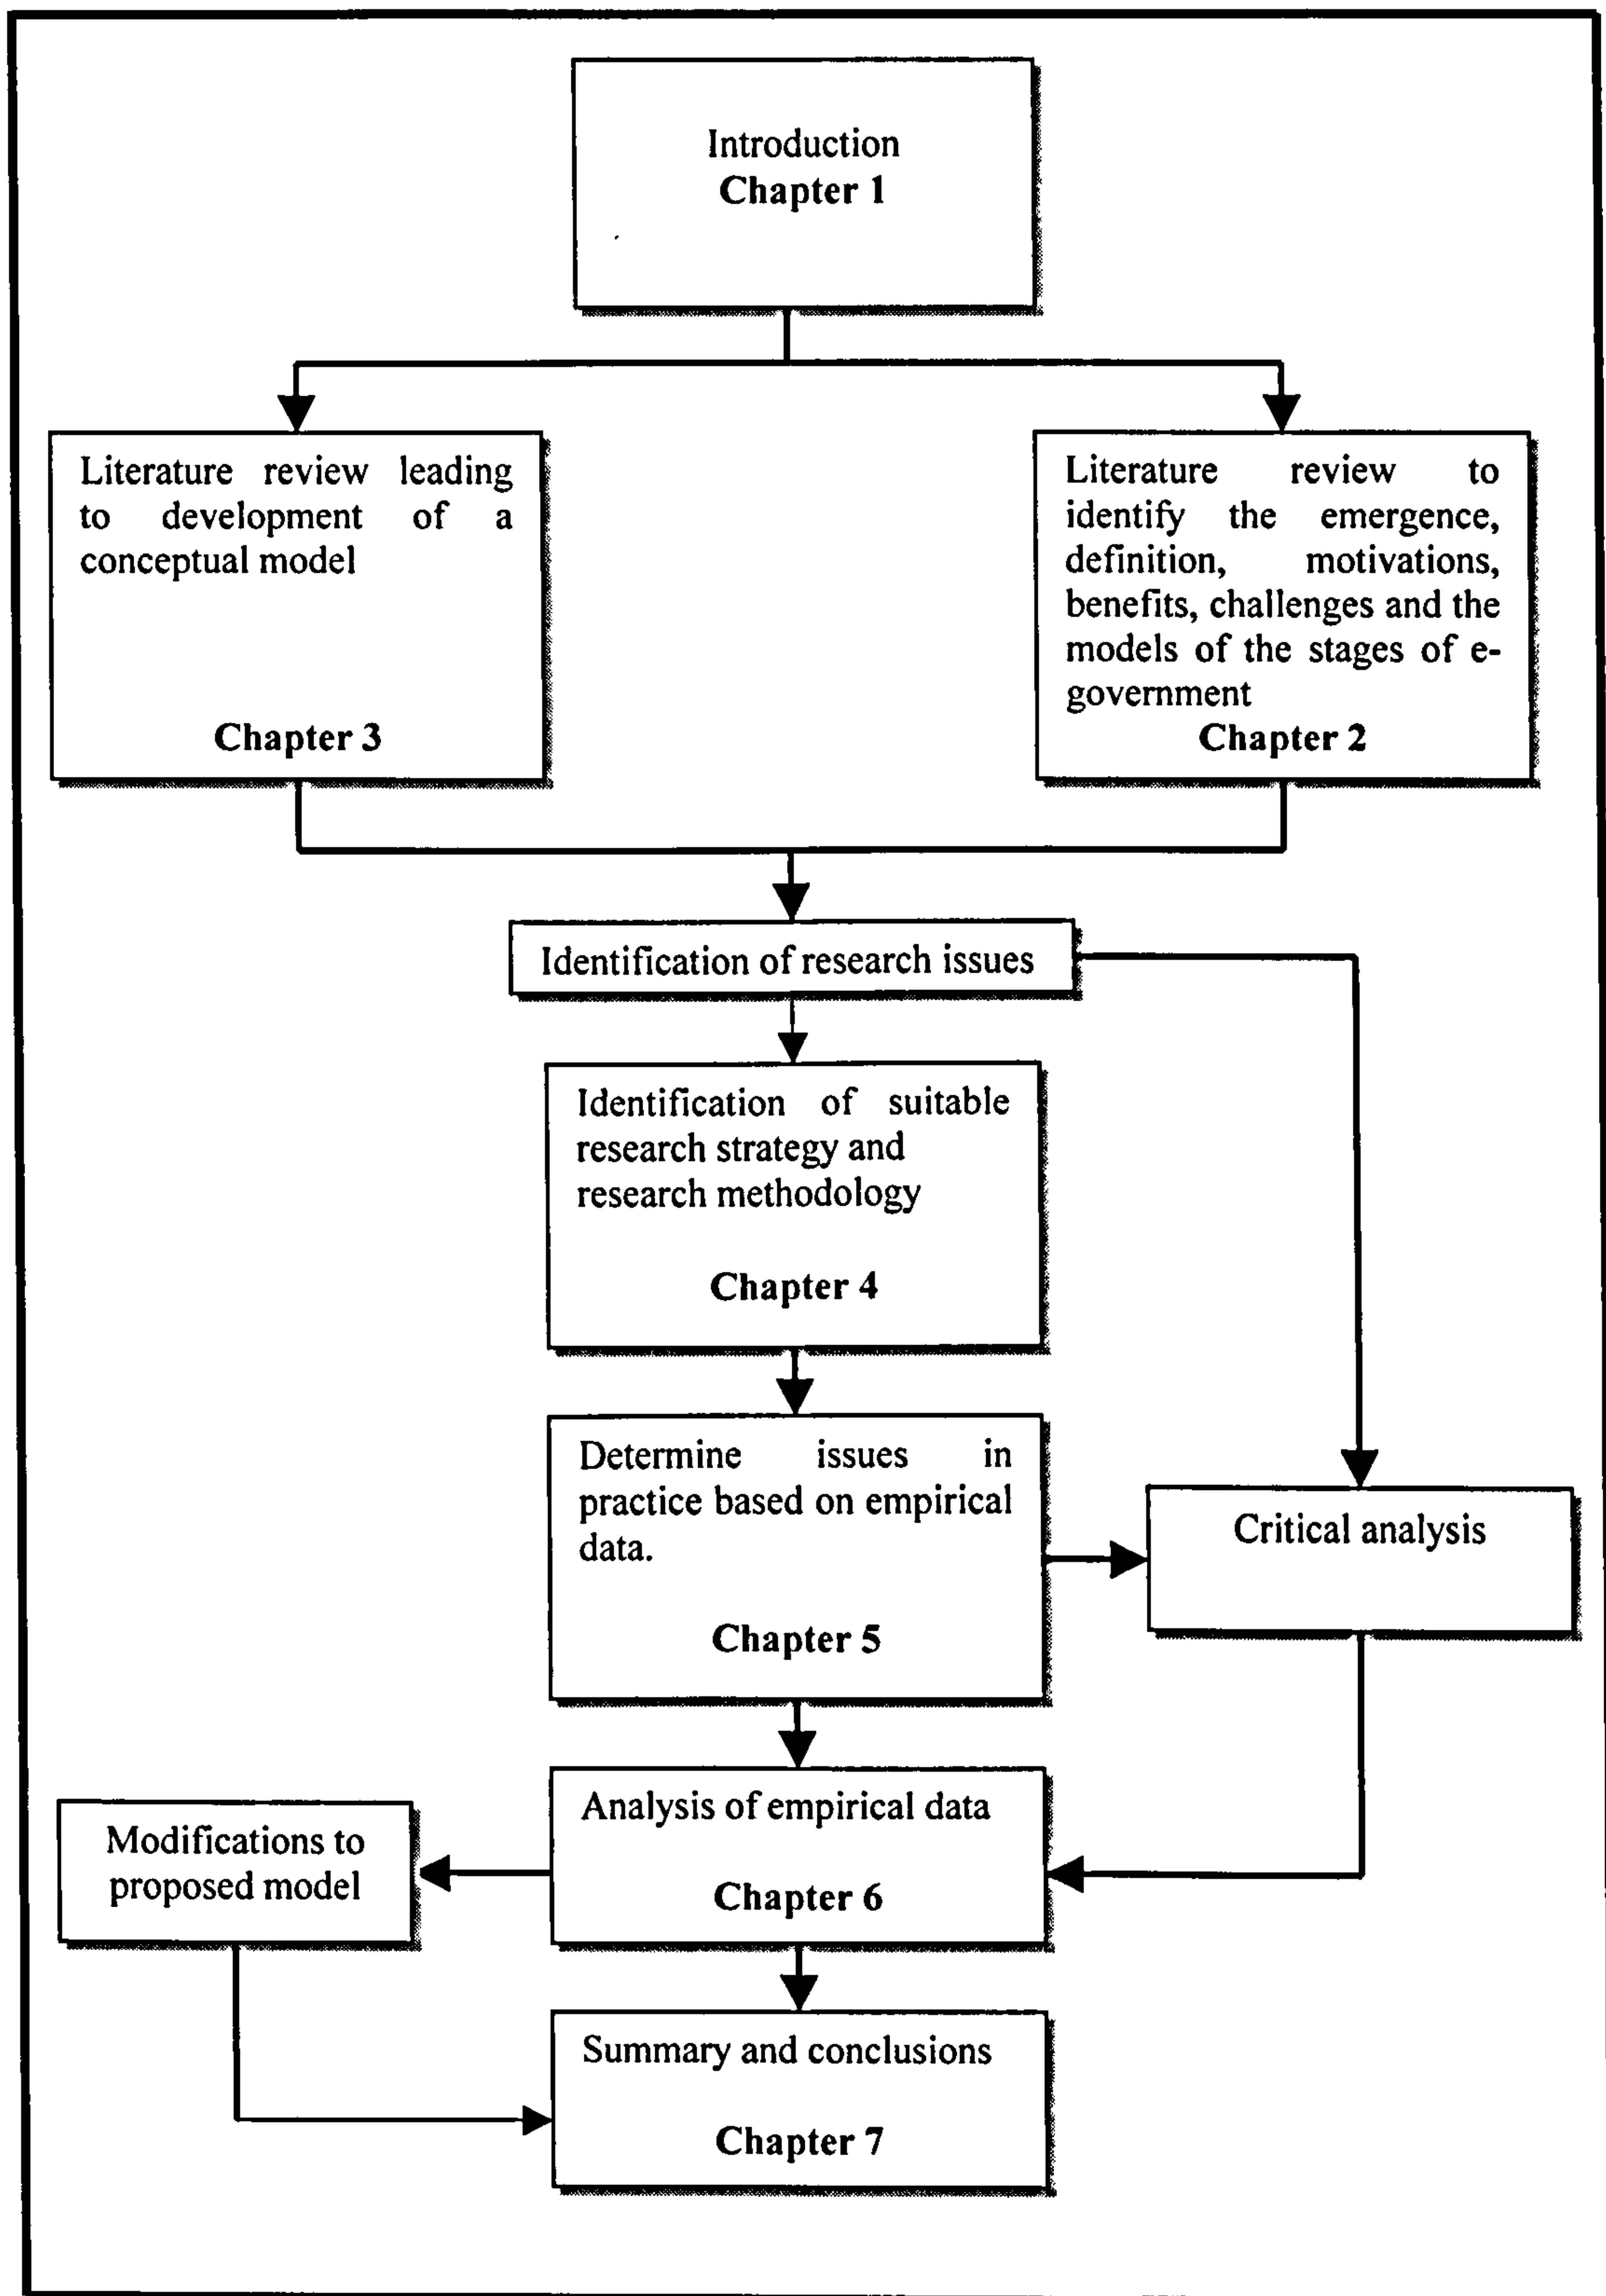 Introduction
Chapter 1
Literature review leading
to development of a
conceptual model
Chapter 3
Literature review to
identify the emergence,
definition, motivations,
benefits, challenges and the
models of the stages of e-
government
Chapter 2
Identification of research issues
Identification of suitable
research strategy and
research methodology
Chapter 4
Determine issues in
practice based on empirical
data.
Chapter 5
Critical analysis
Analysis of empirical data
Chapter 6
Modifications to
proposed model
Summary and conclusions
Chapter 7